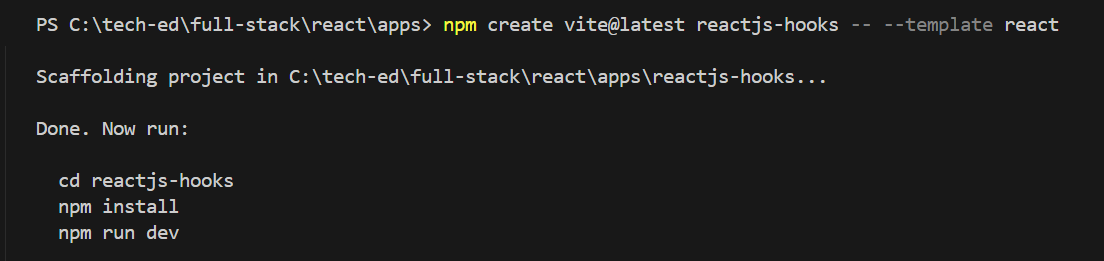 PS C:\tech-ed\full-stack\react\apps> npm create vite@latest reactjs-hooks -- --template react
Scaffolding project in C:\tech-ed\full-stack\react\apps\reactjs-hooks...
Done. Now run:
cd reactjs-hooks
npm install
npm run dev